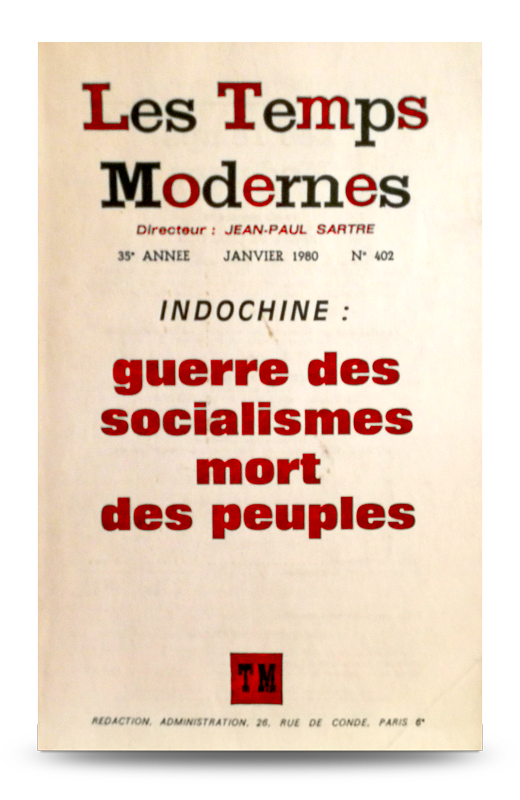 Les Temps
Modernes
Directeur : JEAN-PAUL SARTRE
35e ANNEE JANVIER 1980 N° 402
INDOCHINE :
guerre des
socialismes
mort
des peuples
TM
REDACTION, ADMINISTRATION, 26, RUE DE CONDE, PARIS 6e